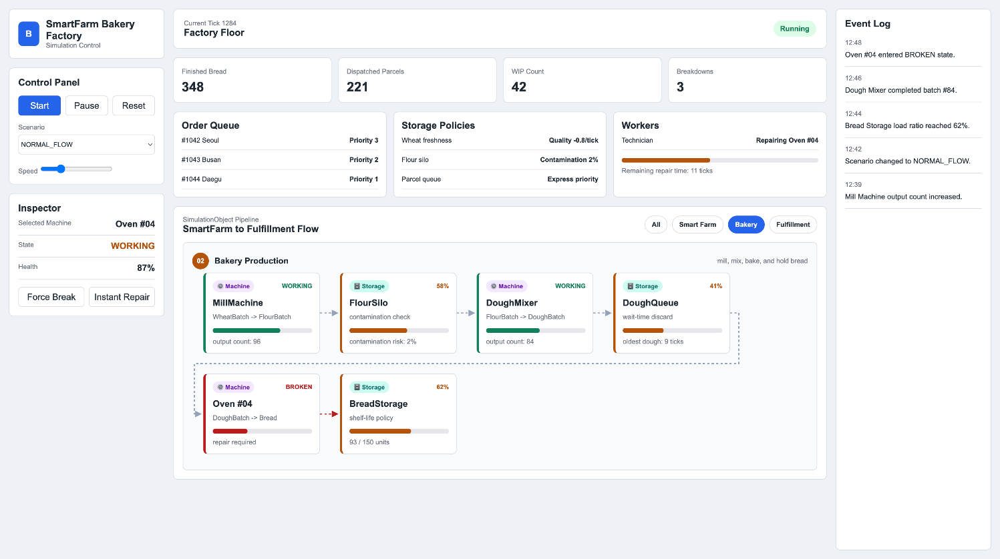 B
SmartFarm Bakery
Factory
Simulation Control
Control Panel
Start
Pause
Reset
Scenario
NORMAL_FLOW
Speed
Inspector
Selected Machine
Oven #04
State
WORKING
Health
87%
Force Break
Instant Repair
Current Tick 1284
Factory Floor
Running
Finished Bread
348
Dispatched Parcels
221
WIP Count
42
Breakdowns
3
Order Queue
#1042 Seoul
Priority 3
#1043 Busan
Priority 2
#1044 Daegu
Priority 1
Storage Policies
Wheat freshness
Quality -0.8/tick
Flour silo
Contamination 2%
Parcel queue
Express priority
Workers
Technician
Repairing Oven #04
Remaining repair time: 11 ticks
SimulationObject Pipeline
SmartFarm to Fulfillment Flow
All
Smart Farm
Bakery
Fulfillment
02
Bakery Production
mill, mix, bake, and hold bread
Machine
WORKING
MillMachine
WheatBatch -> FlourBatch
output count: 96
Storage
58%
FlourSilo
contamination check
contamination risk: 2%
Machine
WORKING
DoughMixer
FlourBatch -> DoughBatch
output count: 84
Storage
41%
DoughQueue
wait-time discard
oldest dough: 9 ticks
Machine
BROKEN
Oven #04
DoughBatch -> Bread
repair required
Storage
62%
BreadStorage
shelf-life policy
93 / 150 units
Event Log
12:48
Oven #04 entered BROKEN state.
12:46
Dough Mixer completed batch #84.
12:44
Bread Storage load ratio reached 62%.
12:42
Scenario changed to NORMAL_FLOW.
12:39
Mill Machine output count increased.